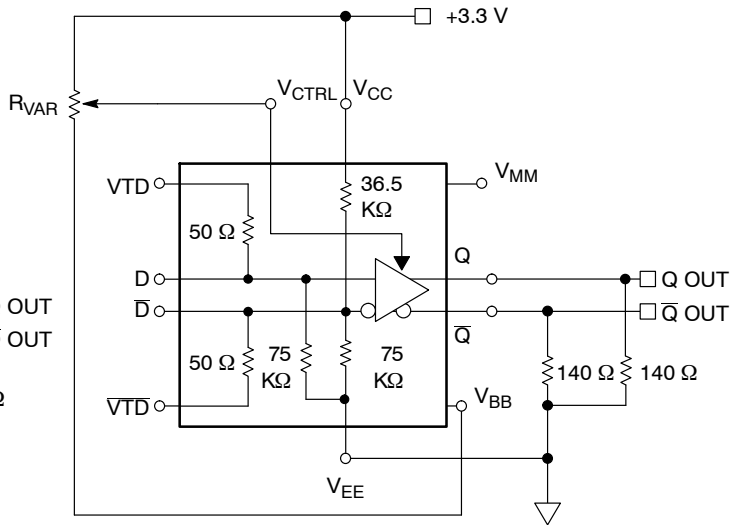 +3.3 V
R_VAR
V_CTRL
V_CC
VTD
36.5
KΩ
V_MM
50 Ω
D
Q
Q OUT
D̅
Q̅
Q̅ OUT
OUT
OUT
50 Ω
75
KΩ
75
KΩ
140 Ω
140 Ω
Ω
V̅T̅D̅
V_BB
V_EE